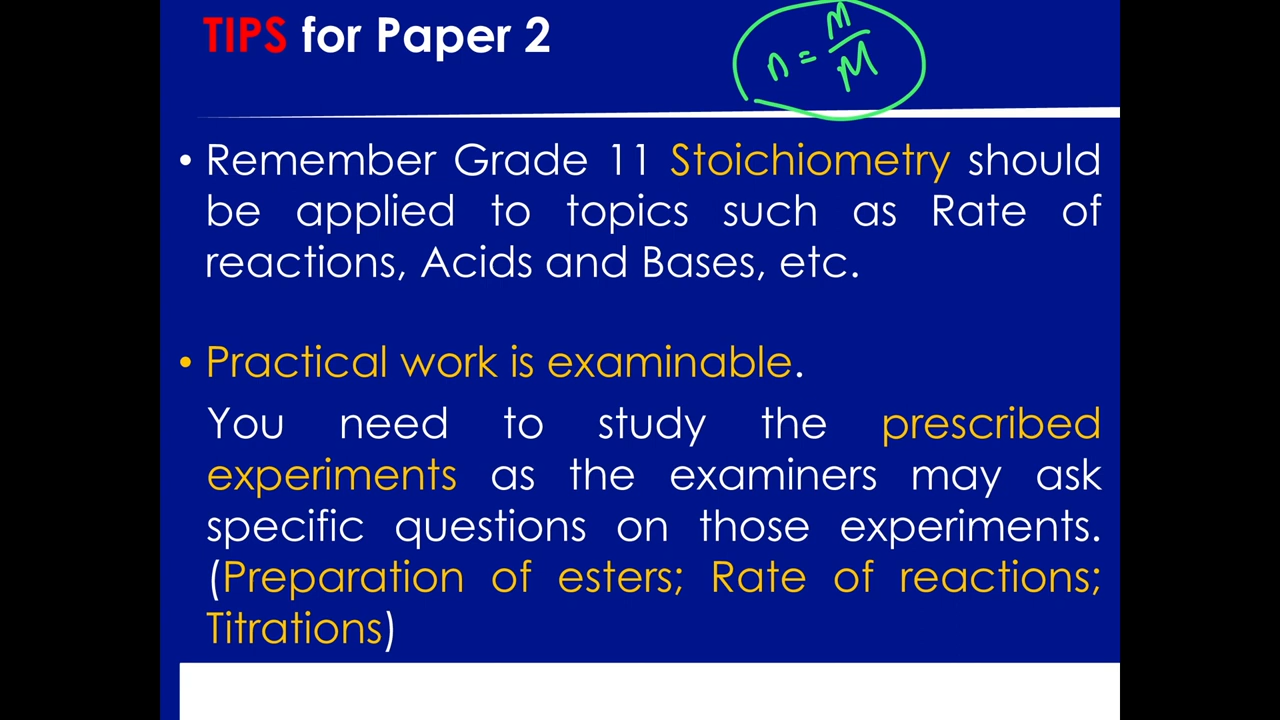 TIPS for Paper 2
n = m/M
• Remember Grade 11 Stoichiometry should
be applied to topics such as Rate of
reactions, Acids and Bases, etc.
• Practical work is examinable.
You need to study the prescribed
experiments as the examiners may ask
specific questions on those experiments.
(Preparation of esters; Rate of reactions;
Titrations)